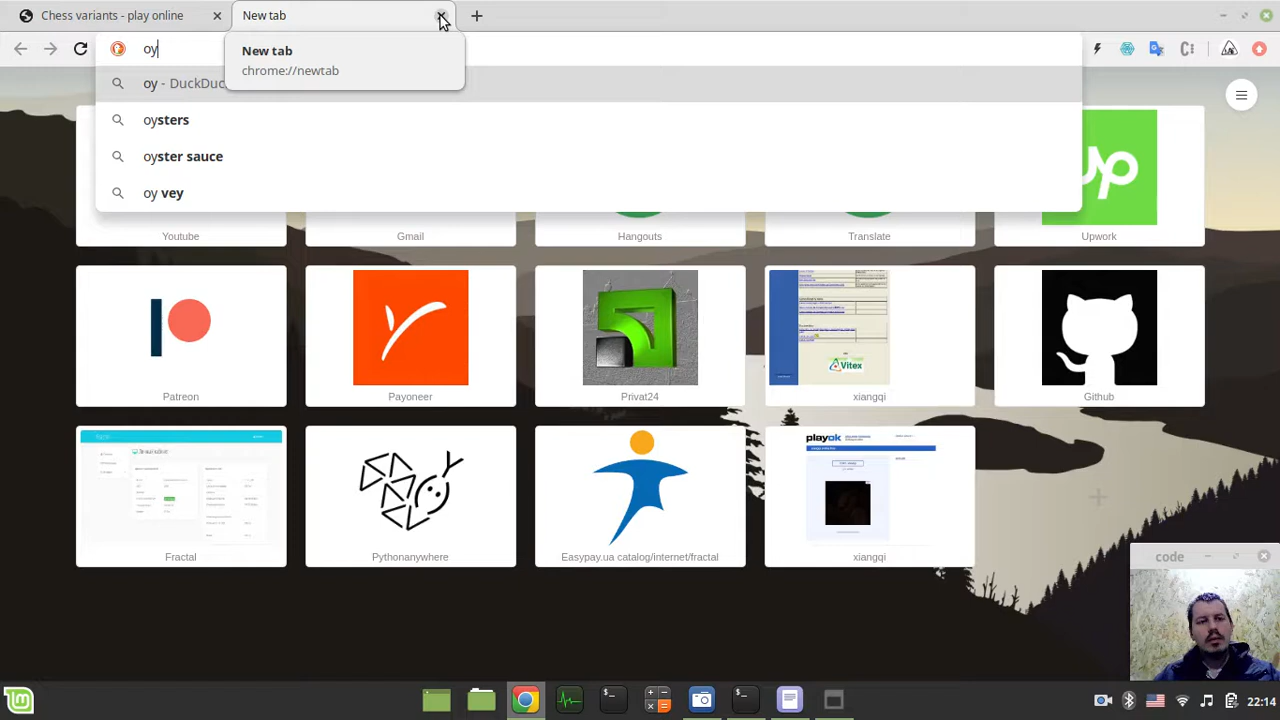 Chess variants - play online
New tab
oy
New tab
chrome://newtab
oy - DuckDuc
oysters
oyster sauce
oy vey
up
Youtube
Gmail
Hangouts
Translate
Upwork
Vitex
Patreon
Payoneer
Privat24
xiangqi
Github
playok
Fractal
Pythonanywhere
Easypay.ua catalog/internet/fractal
xiangqi
code
22:14